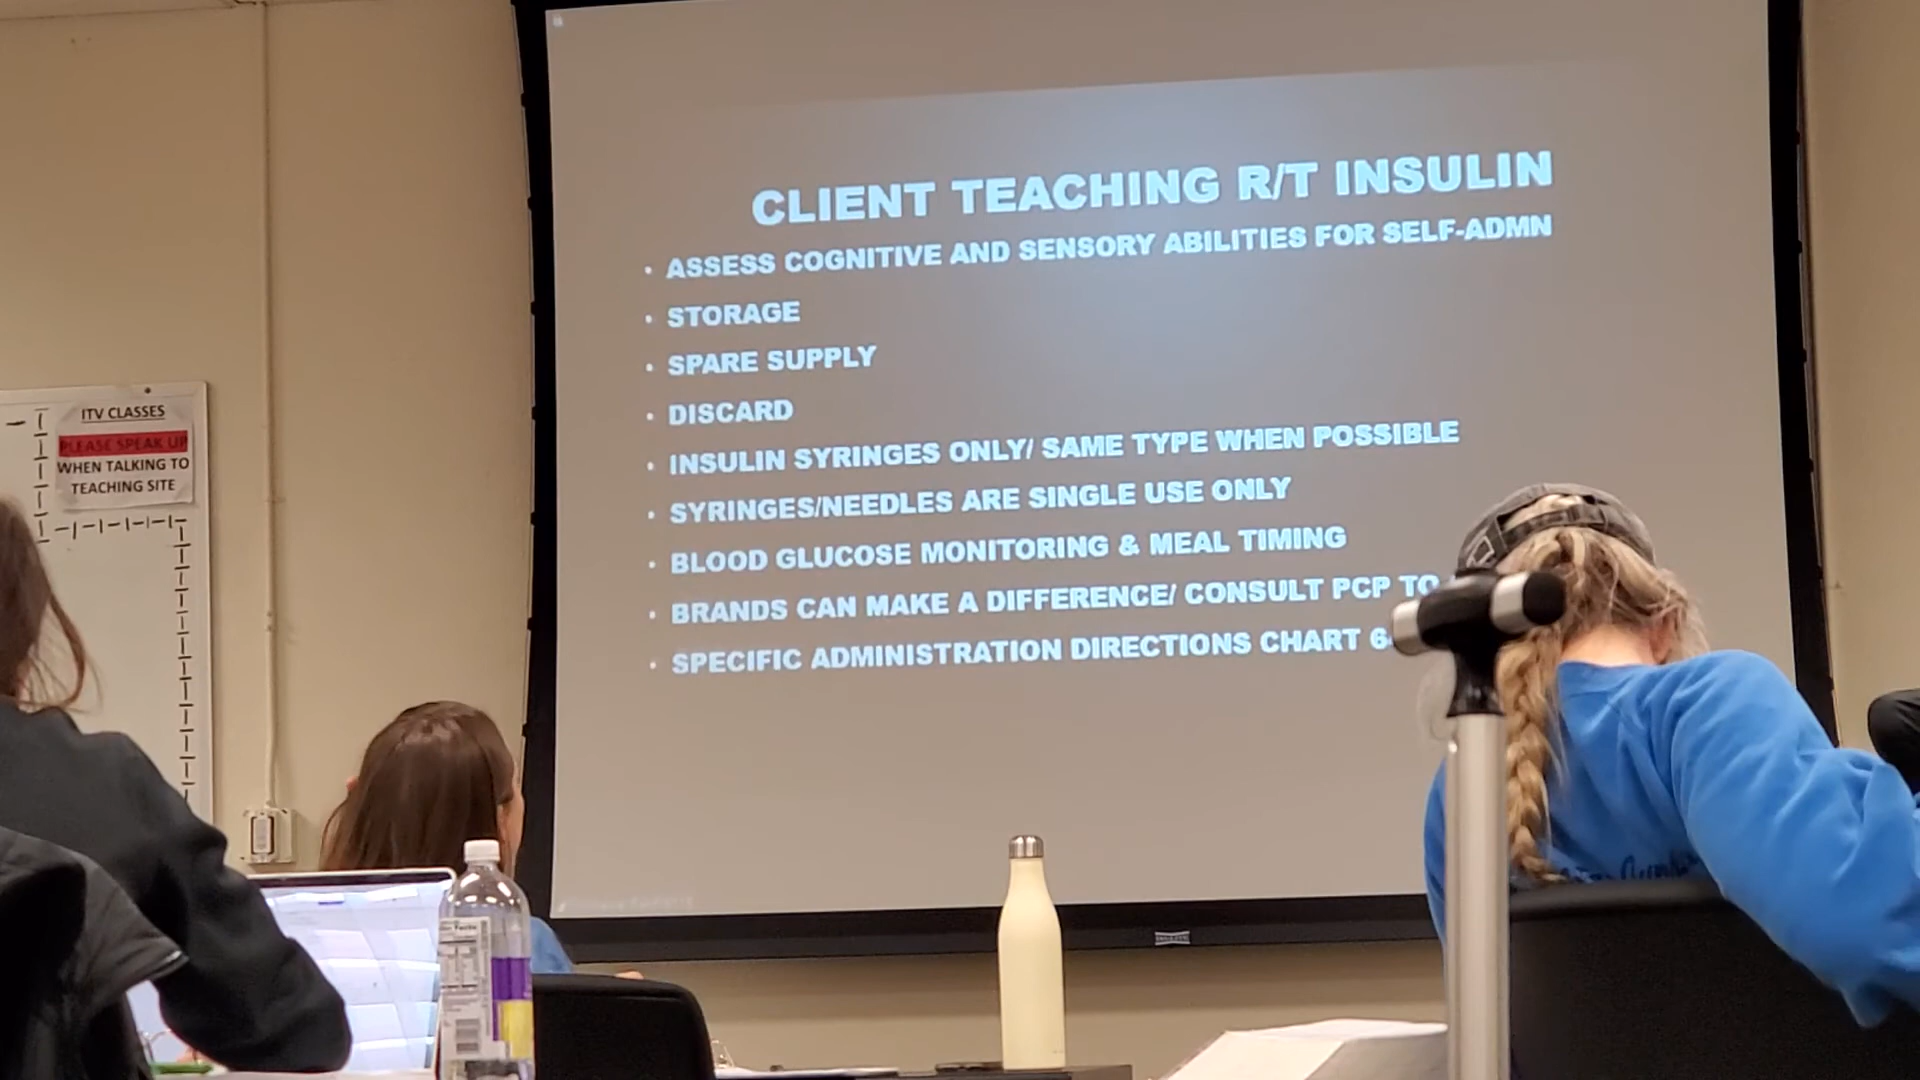 CLIENT TEACHING R/T INSULIN
• ASSESS COGNITIVE AND SENSORY ABILITIES FOR SELF-ADMN
• STORAGE
• SPARE SUPPLY
• DISCARD
• INSULIN SYRINGES ONLY/ SAME TYPE WHEN POSSIBLE
• SYRINGES/NEEDLES ARE SINGLE USE ONLY
• BLOOD GLUCOSE MONITORING & MEAL TIMING
• BRANDS CAN MAKE A DIFFERENCE/ CONSULT PCP TO
• SPECIFIC ADMINISTRATION DIRECTIONS CHART
ITV CLASSES
PLEASE SPEAK UP
WHEN TALKING TO
TEACHING SITE